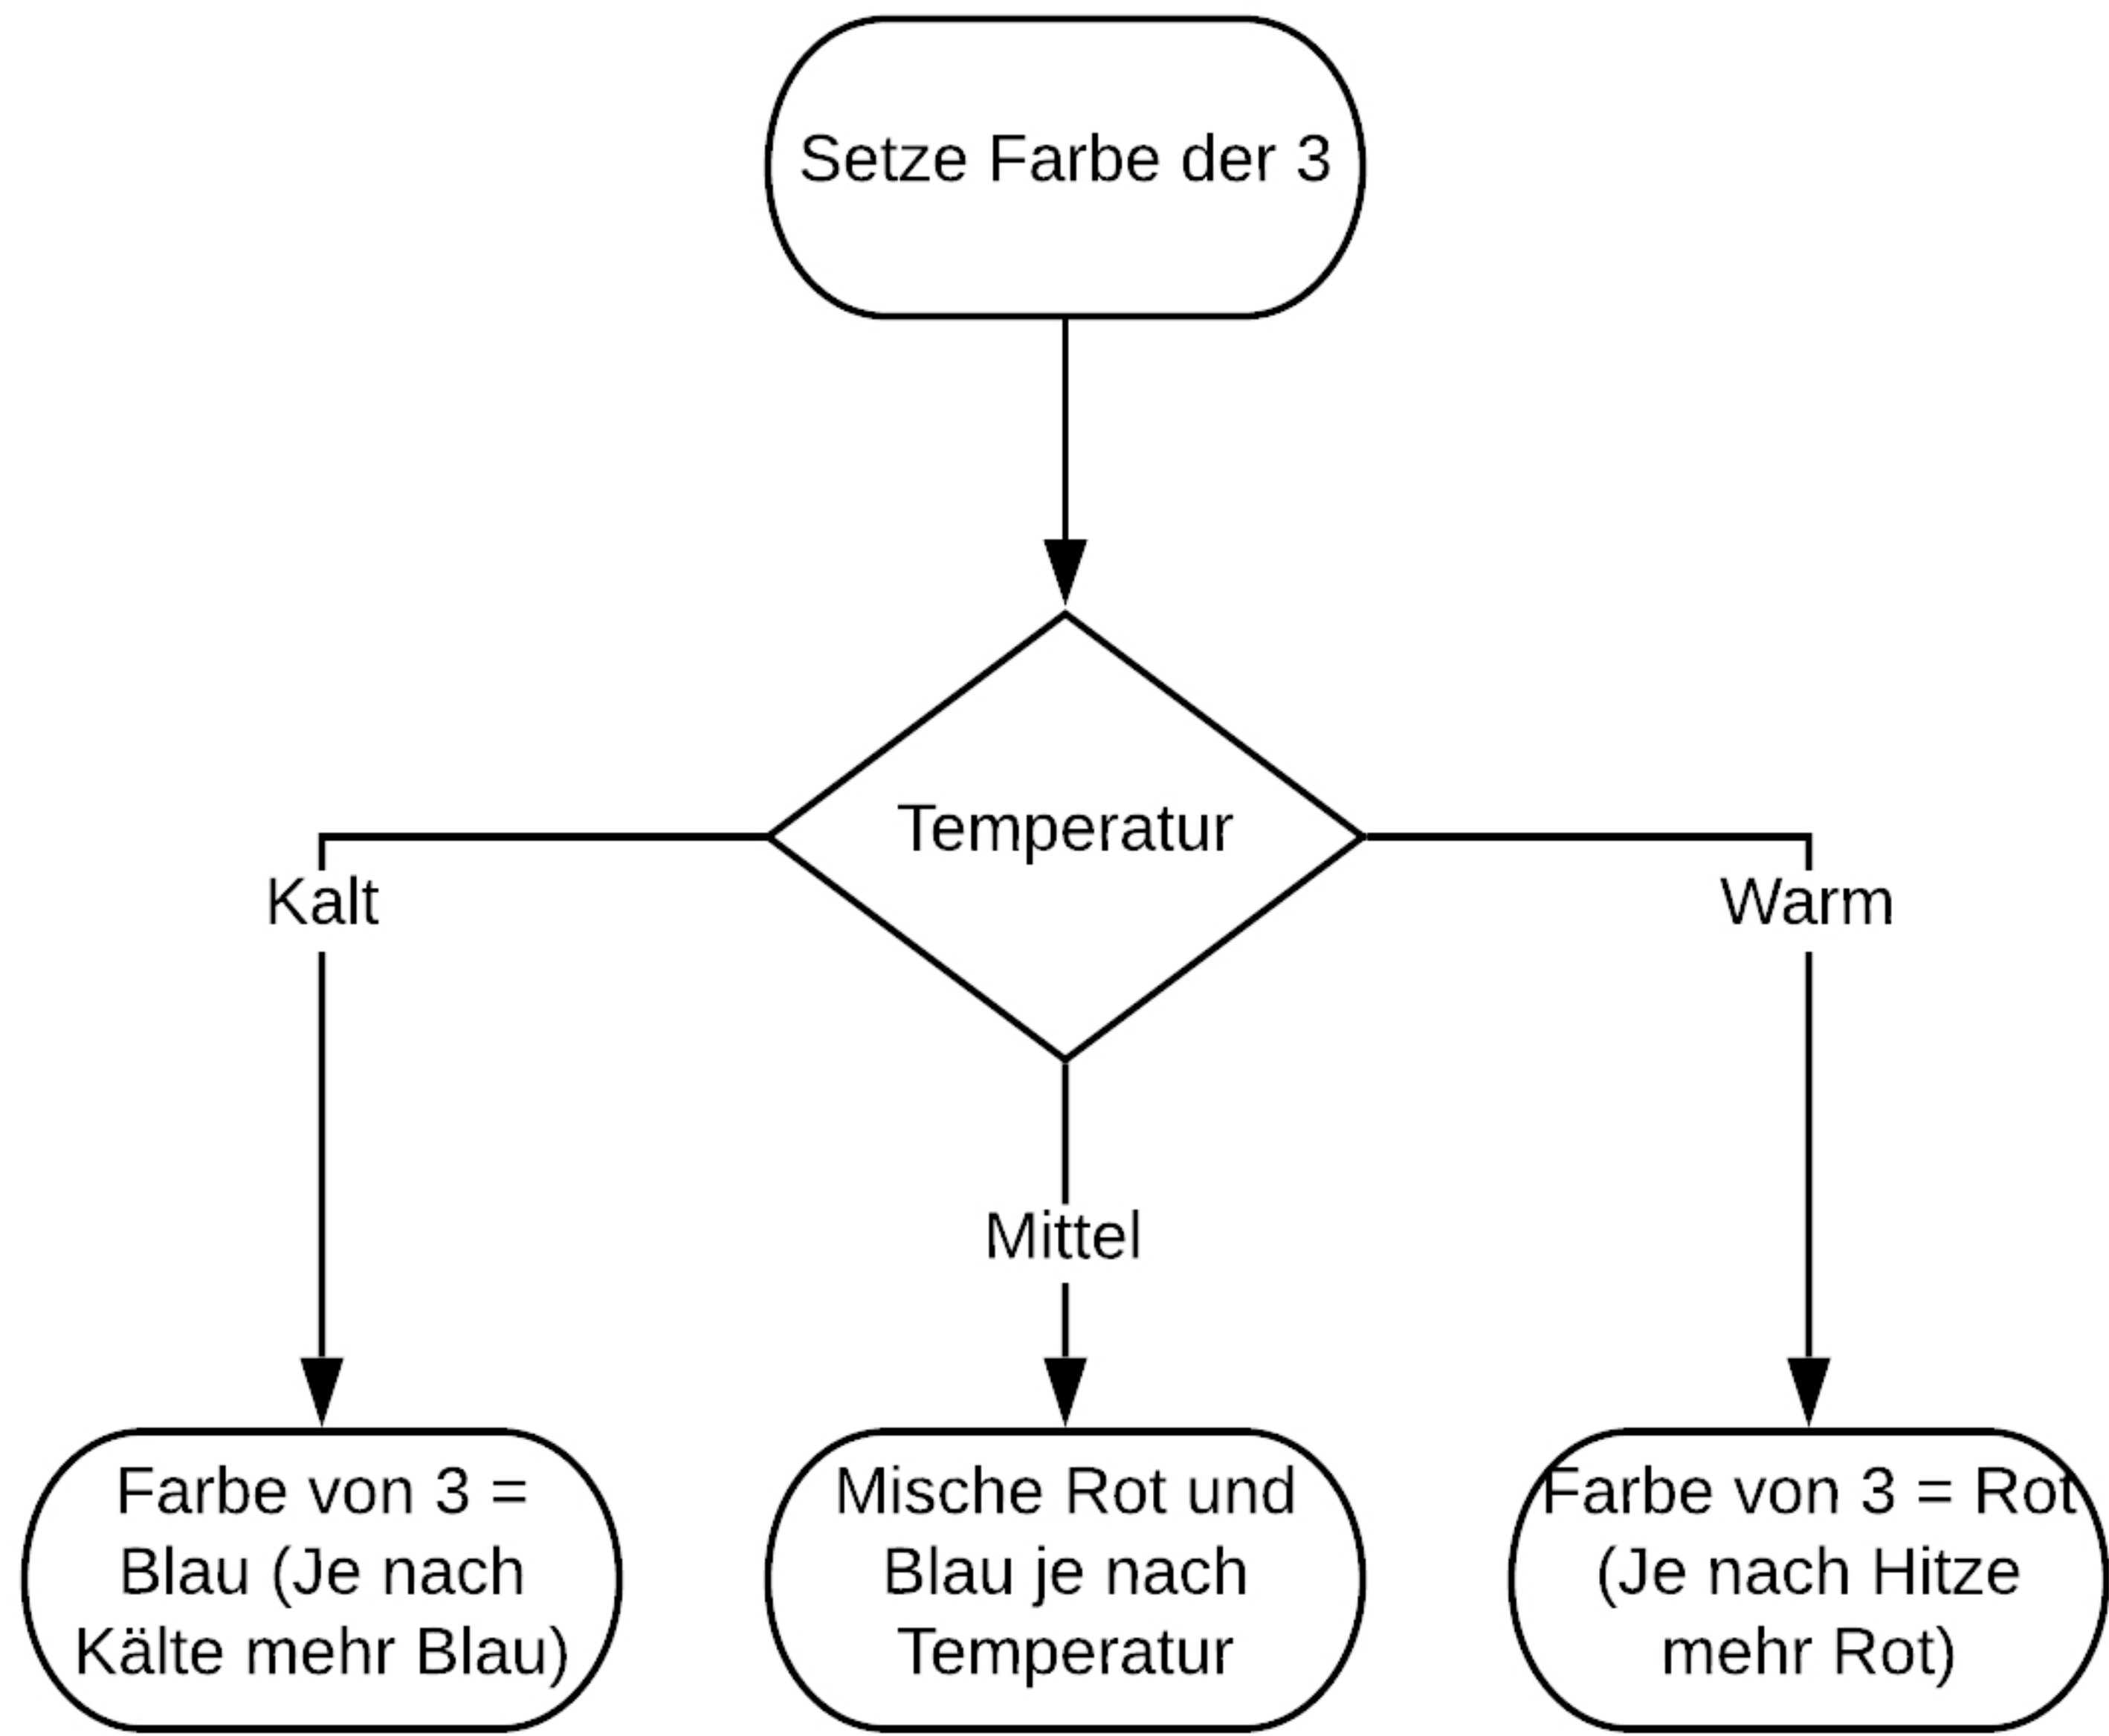 Setze Farbe der 3
Temperatur
Kalt
Warm
Mittel
Farbe von 3 =
Blau (Je nach
Kälte mehr Blau)
Mische Rot und
Blau je nach
Temperatur
Farbe von 3 = Rot
(Je nach Hitze
mehr Rot)